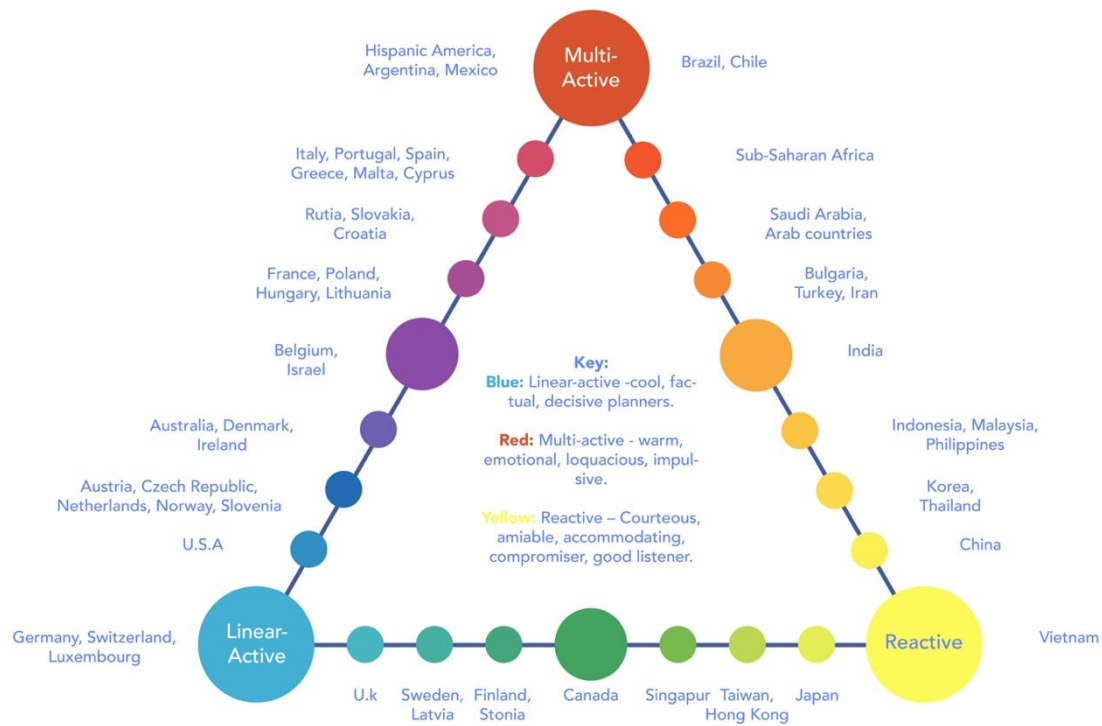 Multi-
Active
Hispanic America,
Argentina, Mexico
Brazil, Chile
Italy, Portugal, Spain,
Greece, Malta, Cyprus
Sub-Saharan Africa
Rutia, Slovakia,
Croatia
Saudi Arabia,
Arab countries
France, Poland,
Hungary, Lithuania
Bulgaria,
Turkey, Iran
Belgium,
Israel
India
Key:
Blue: Linear-active -cool, fac-
tual, decisive planners.
Red: Multi-active - warm,
emotional, loquacious, impul-
sive.
Yellow: Reactive – Courteous,
amiable, accommodating,
compromiser, good listener.
Australia, Denmark,
Ireland
Indonesia, Malaysia,
Philippines
Austria, Czech Republic,
Netherlands, Norway, Slovenia
Korea,
Thailand
U.S.A
China
Germany, Switzerland,
Luxembourg
Linear-
Active
Reactive
Vietnam
U.k
Sweden,
Latvia
Finland,
Stonia
Canada
Singapur
Taiwan,
Hong Kong
Japan